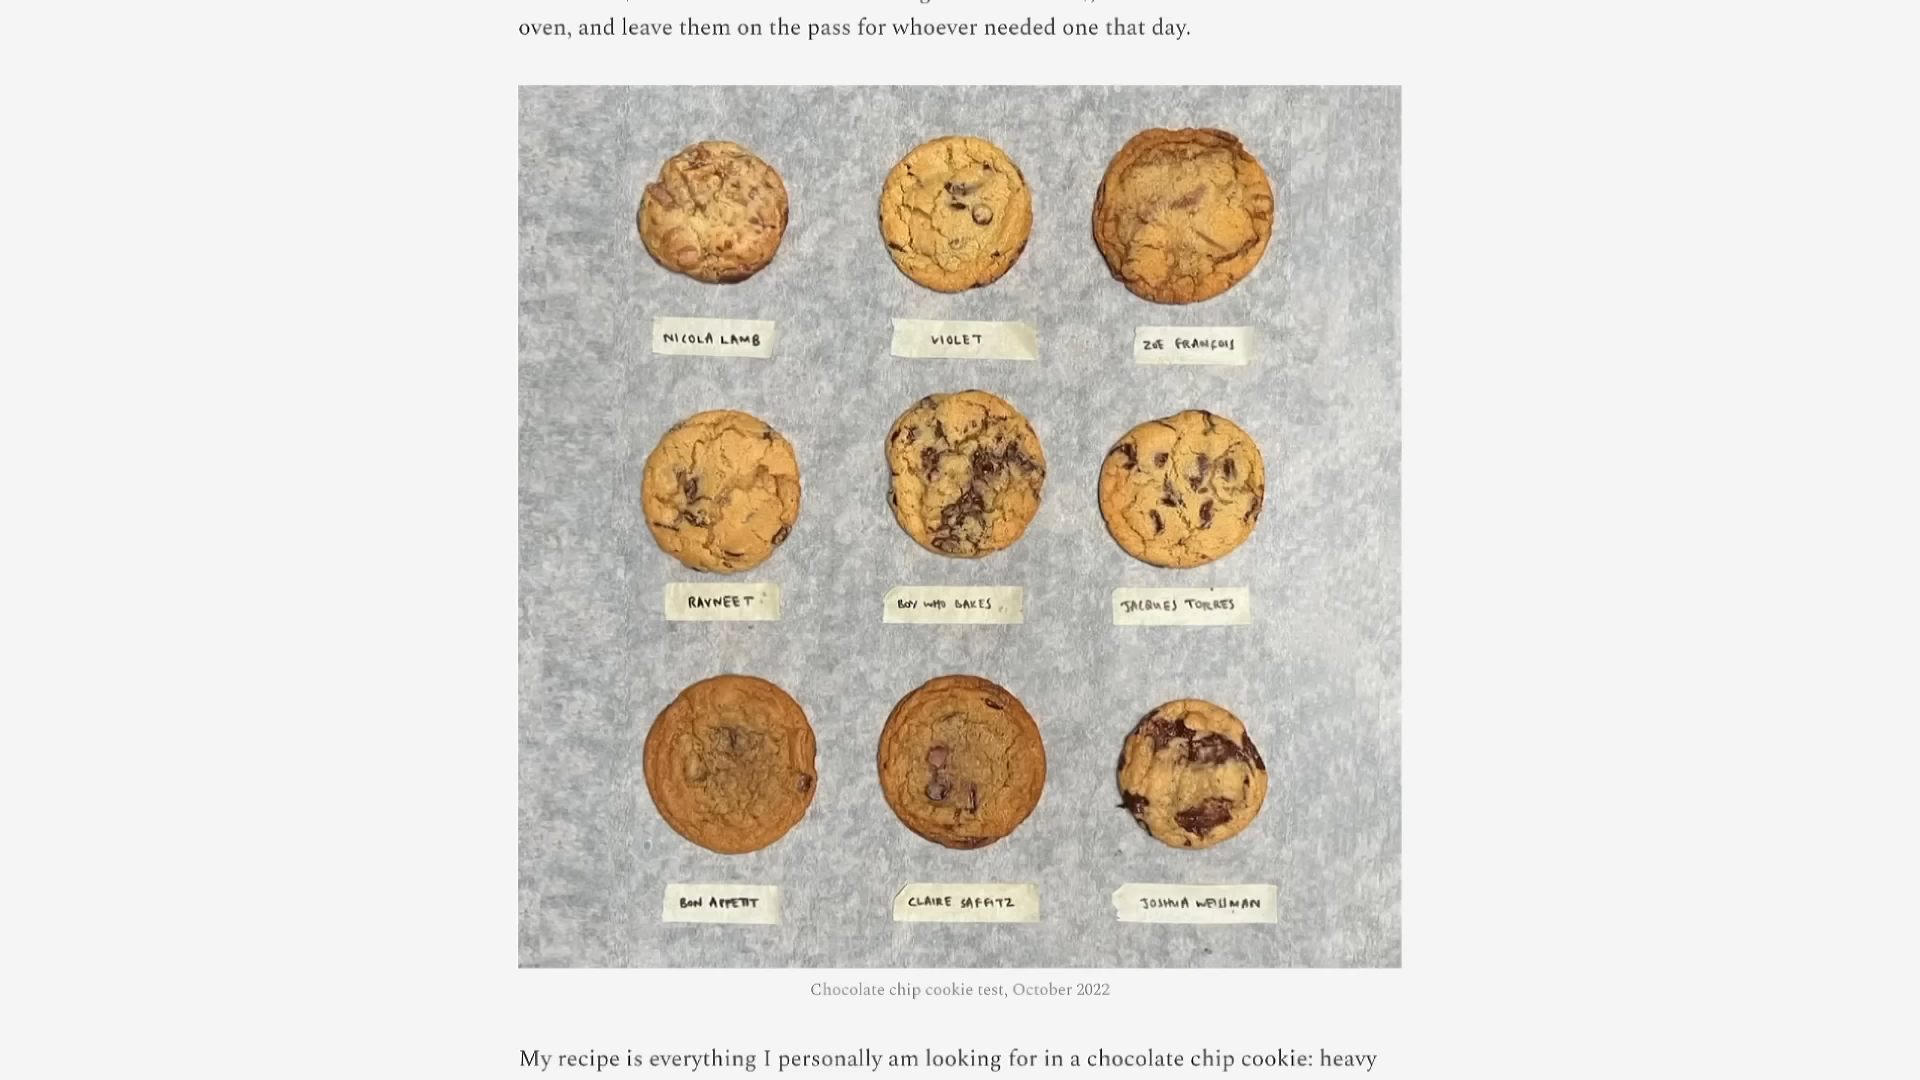 oven, and leave them on the pass for whoever needed one that day.
NICOLA LAMB
VIOLET
ZOË FRANÇOIS
RAVNEET
BOY WHO BAKES
JACQUES TORRES
BON APPETIT
CLAIRE SAFFITZ
JOSHUA WEISSMAN
Chocolate chip cookie test, October 2022
My recipe is everything I personally am looking for in a chocolate chip cookie: heavy